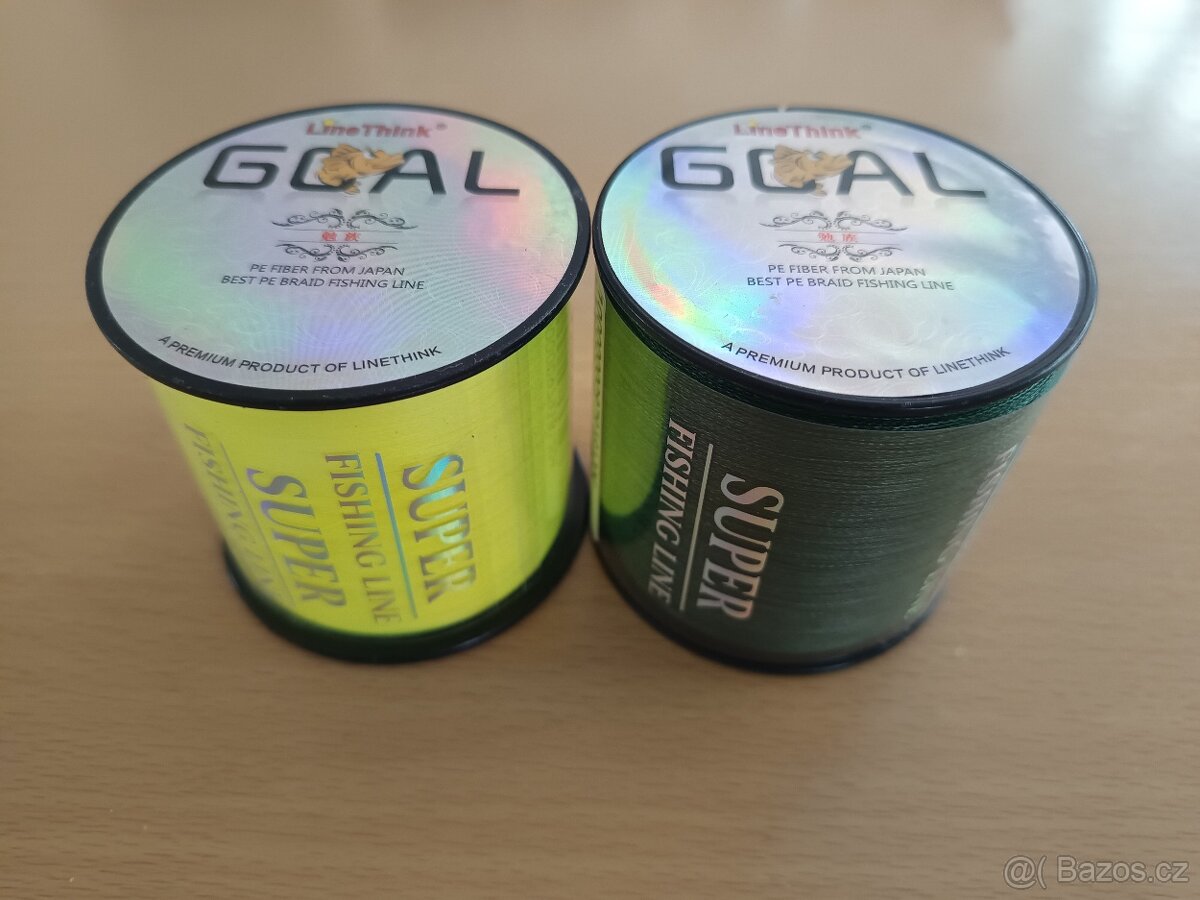 LineThink®
GOAL
PE FIBER FROM JAPAN
BEST PE BRAID FISHING LINE
A PREMIUM PRODUCT OF LINETHINK
SUPER
FISHING LINE
SUPER
FISHING LINE
LineThink®
GOAL
PE FIBER FROM JAPAN
BEST PE BRAID FISHING LINE
A PREMIUM PRODUCT OF LINETHINK
SUPER
FISHING LINE
@( Bazos.cz